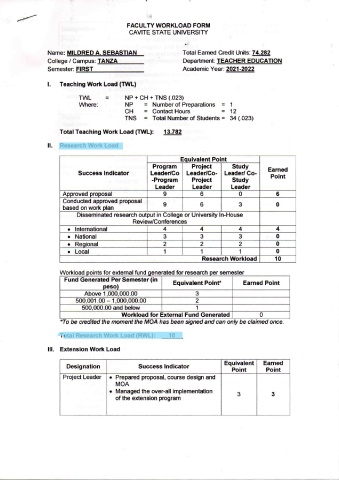 FACULTY WORKLOAD FORM
CAVITE STATE UNIVERSITY
Name: MILDRED A. SEBASTIAN Total Earned Credit Units: 74.282
College / Campus: TANZA Department: TEACHER EDUCATION
Semester: FIRST Academic Year: 2021-2022
I. Teaching Work Load (TWL)
TWL = NP + CH + TNS (.023)
Where: NP = Number of Preparations = 1
CH = Contact Hours = 12
TNS = Total Number of Students = 34 (.023)
Total Teaching Work Load (TWL): 13.782
II. Research Work Load
Success Indicator Equivalent Point Earned Point
Program Leader/Co-Program Leader Project Leader/Co-Project Leader Study Leader/Co-Study Leader
Approved proposal 9 6 0 6
Conducted approved proposal based on work plan 9 6 3 0
Disseminated research output in College or University In-House Review/Conferences
• International 4 4 4 4
• National 3 3 3 0
• Regional 2 2 2 0
• Local 1 1 1 0
Research Workload 10
Workload points for external fund generated for research per semester
Fund Generated Per Semester (in peso) Equivalent Point* Earned Point
Above 1,000,000.00 3
500,001.00 – 1,000,000.00 2
500,000.00 and below 1
Workload for External Fund Generated 0
*To be credited the moment the MOA has been signed and can only be claimed once.
Total Research Work Load (RWL): 10
III. Extension Work Load
Designation Success Indicator Equivalent Point Earned Point
Project Leader • Prepared proposal, course design and MOA
• Managed the over-all implementation of the extension program 3 3